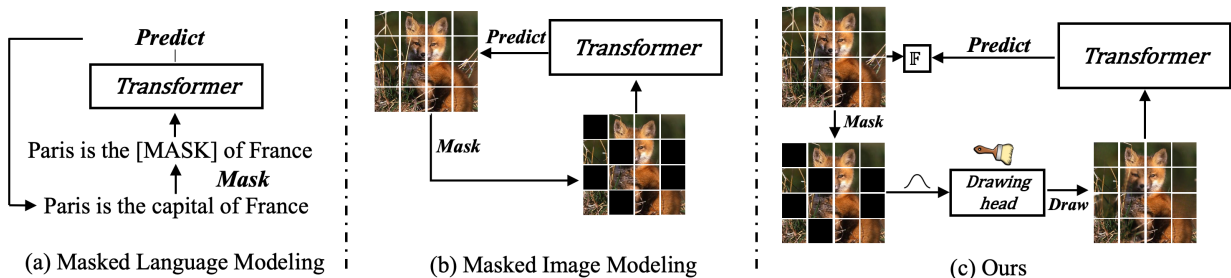 Predict
Transformer
Paris is the [MASK] of France
Mask
Paris is the capital of France
(a) Masked Language Modeling
Predict
Transformer
Mask
(b) Masked Image Modeling
𝔽
Predict
Transformer
Mask
Drawing
head
Draw
(c) Ours